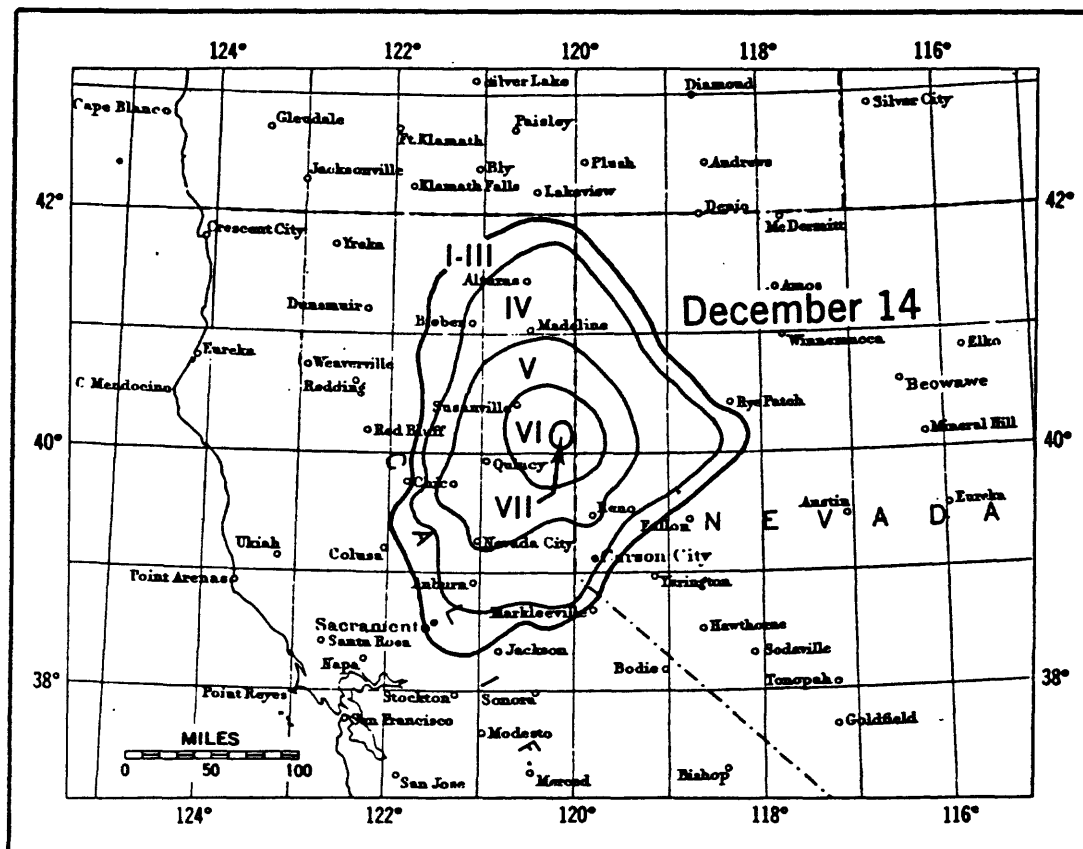 122° 120° 118° 116°
Silver Lake
Diamond
Silver City
Cape Blanco
Glendale
Paisley
Ft. Klamath
Jacksonville
Bly
Plush
Andrews
Klamath Falls
Lakeview
42° 42°
Denio
McDermitt
Crescent City
Yreka
I-III
Alturas
Amos
Dunsmuir
IV
December 14
Bieber
Madeline
Winnemucca
Elko
Eureka
Weaverville
V
C. Mendocino
Redding
Beowawe
Susanville
Rye Patch
Red Bluff
VI
Mineral Hill
40° 40°
C
Quincy
Chico
VII
Reno
Austin
Eureka
Fallon
N E V A D A
A
Ukiah
Colusa
Nevada City
Carson City
Point Arenas
Auburn
Yerington
L
Markleeville
Sacramento
Hawthorne
Santa Rosa
Jackson
Sodaville
Napa
Bodie
38° 38°
I
Tonopah
Point Reyes
Stockton
Sonora
San Francisco
Goldfield
Modesto
F
MILES
0 50 100
San Jose
Merced
Bishop
124° 122° 120° 118° 116°